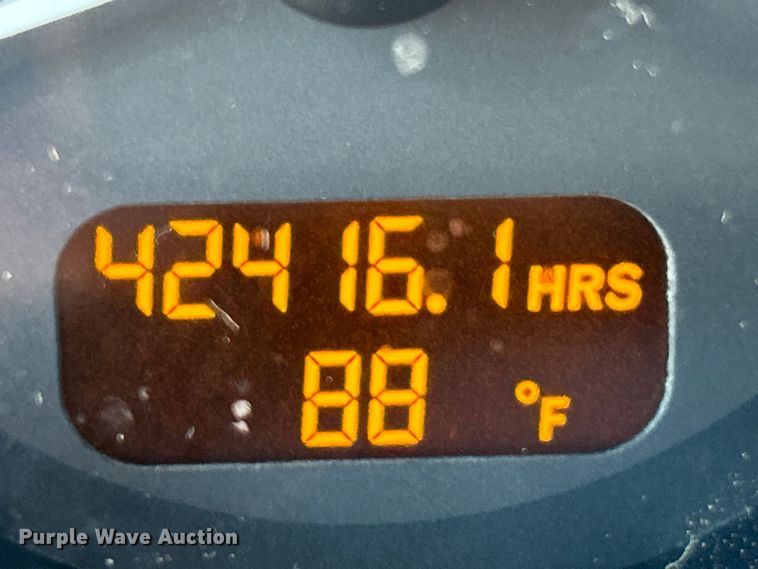 42416.1 HRS
88 °F
Purple Wave Auction